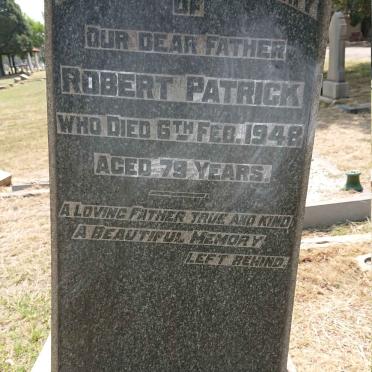 OF
OUR DEAR FATHER
ROBERT PATRICK
WHO DIED 6TH FEB. 1948
AGED 79 YEARS.
A LOVING FATHER TRUE AND KIND
A BEAUTIFUL MEMORY
LEFT BEHIND.